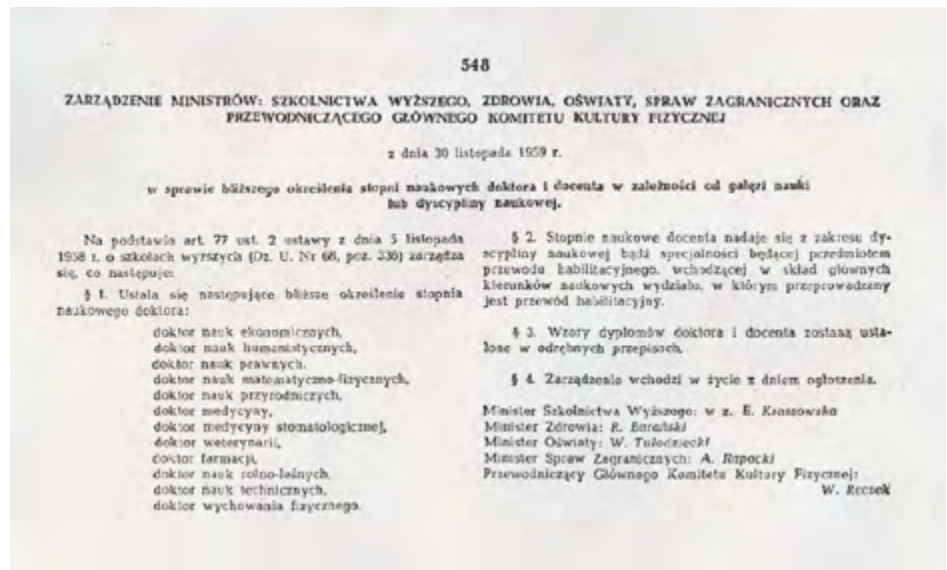 548
ZARZĄDZENIE MINISTRÓW: SZKOLNICTWA WYŻSZEGO, ZDROWIA, OŚWIATY, SPRAW ZAGRANICZNYCH ORAZ
PRZEWODNICZĄCEGO GŁÓWNEGO KOMITETU KULTURY FIZYCZNEJ
z dnia 30 listopada 1959 r.
w sprawie bliższego określenia stopni naukowych doktora i docenta w zależności od gałęzi nauki
lub dyscypliny naukowej.
Na podstawie art. 77 ust. 2 ustawy z dnia 5 listopada
1958 r. o szkołach wyższych (Dz. U. Nr 68, poz. 336) zarządza
się, co następuje:
§ 1. Ustala się następujące bliższe określenie stopnia
naukowego doktora:
doktor nauk ekonomicznych,
doktor nauk humanistycznych,
doktor nauk prawnych,
doktor nauk matematyczno-fizycznych,
doktor nauk przyrodniczych,
doktor medycyny,
doktor medycyny stomatologicznej,
doktor weterynarii,
doktor farmacji,
doktor nauk rolno-leśnych,
doktor nauk technicznych,
doktor wychowania fizycznego.
§ 2. Stopnie naukowe docenta nadaje się z zakresu dy-
scypliny naukowej bądź specjalności będącej przedmiotem
przewodu habilitacyjnego, wchodzącej w skład głównych
kierunków naukowych wydziału, w którym przeprowadzany
jest przewód habilitacyjny.
§ 3. Wzory dyplomów doktora i docenta zostaną usta-
lone w odrębnych przepisach.
§ 4. Zarządzenie wchodzi w życie z dniem ogłoszenia.
Minister Szkolnictwa Wyższego: w z. E. Krassowska
Minister Zdrowia: R. Barański
Minister Oświaty: W. Tułodziecki
Minister Spraw Zagranicznych: A. Rapacki
Przewodniczący Głównego Komitetu Kultury Fizycznej:
W. Reczek